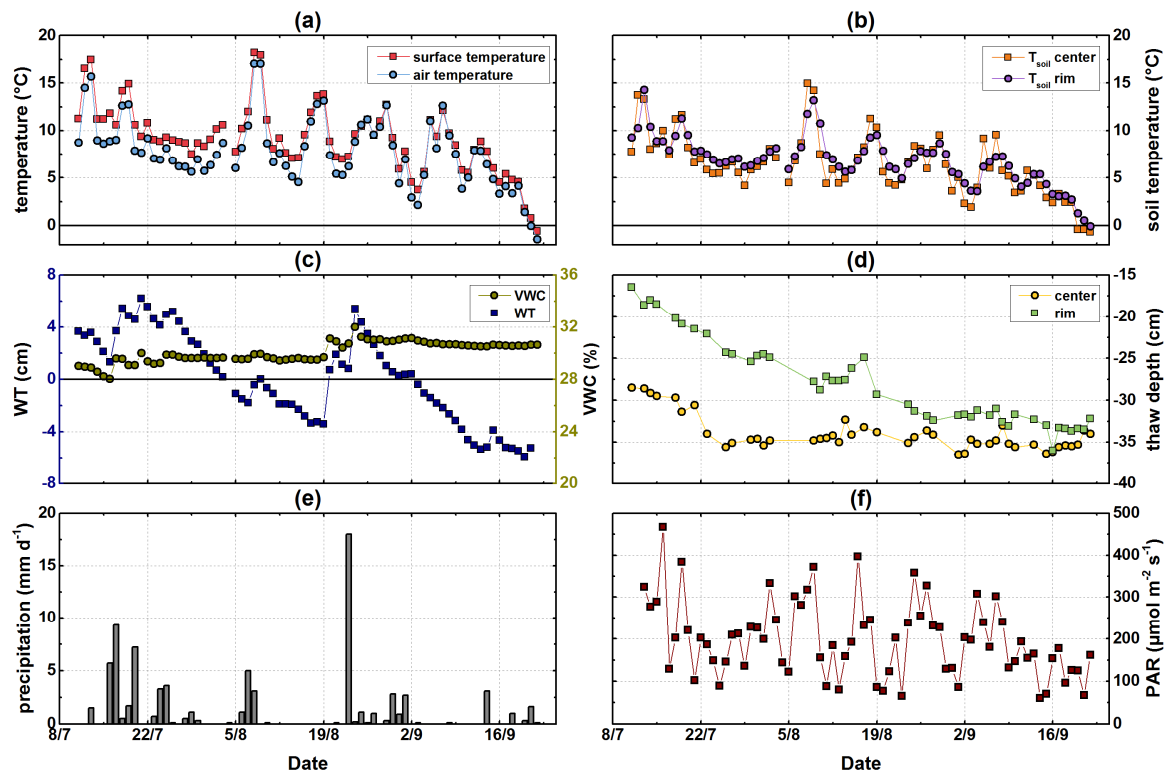 (a)
(b)
20
15
10
5
0
temperature (°C)
surface temperature
air temperature
20
15
10
5
0
soil temperature (°C)
Tsoil center
Tsoil rim
(c)
(d)
8
4
0
-4
-8
WT (cm)
VWC
WT
36
32
28
24
20
VWC (%)
-15
-20
-25
-30
-35
-40
thaw depth (cm)
center
rim
(e)
(f)
20
15
10
5
0
precipitation (mm d-1)
500
400
300
200
100
0
PAR (µmol m-2 s-1)
8/7 22/7 5/8 19/8 2/9 16/9
8/7 22/7 5/8 19/8 2/9 16/9
Date
Date